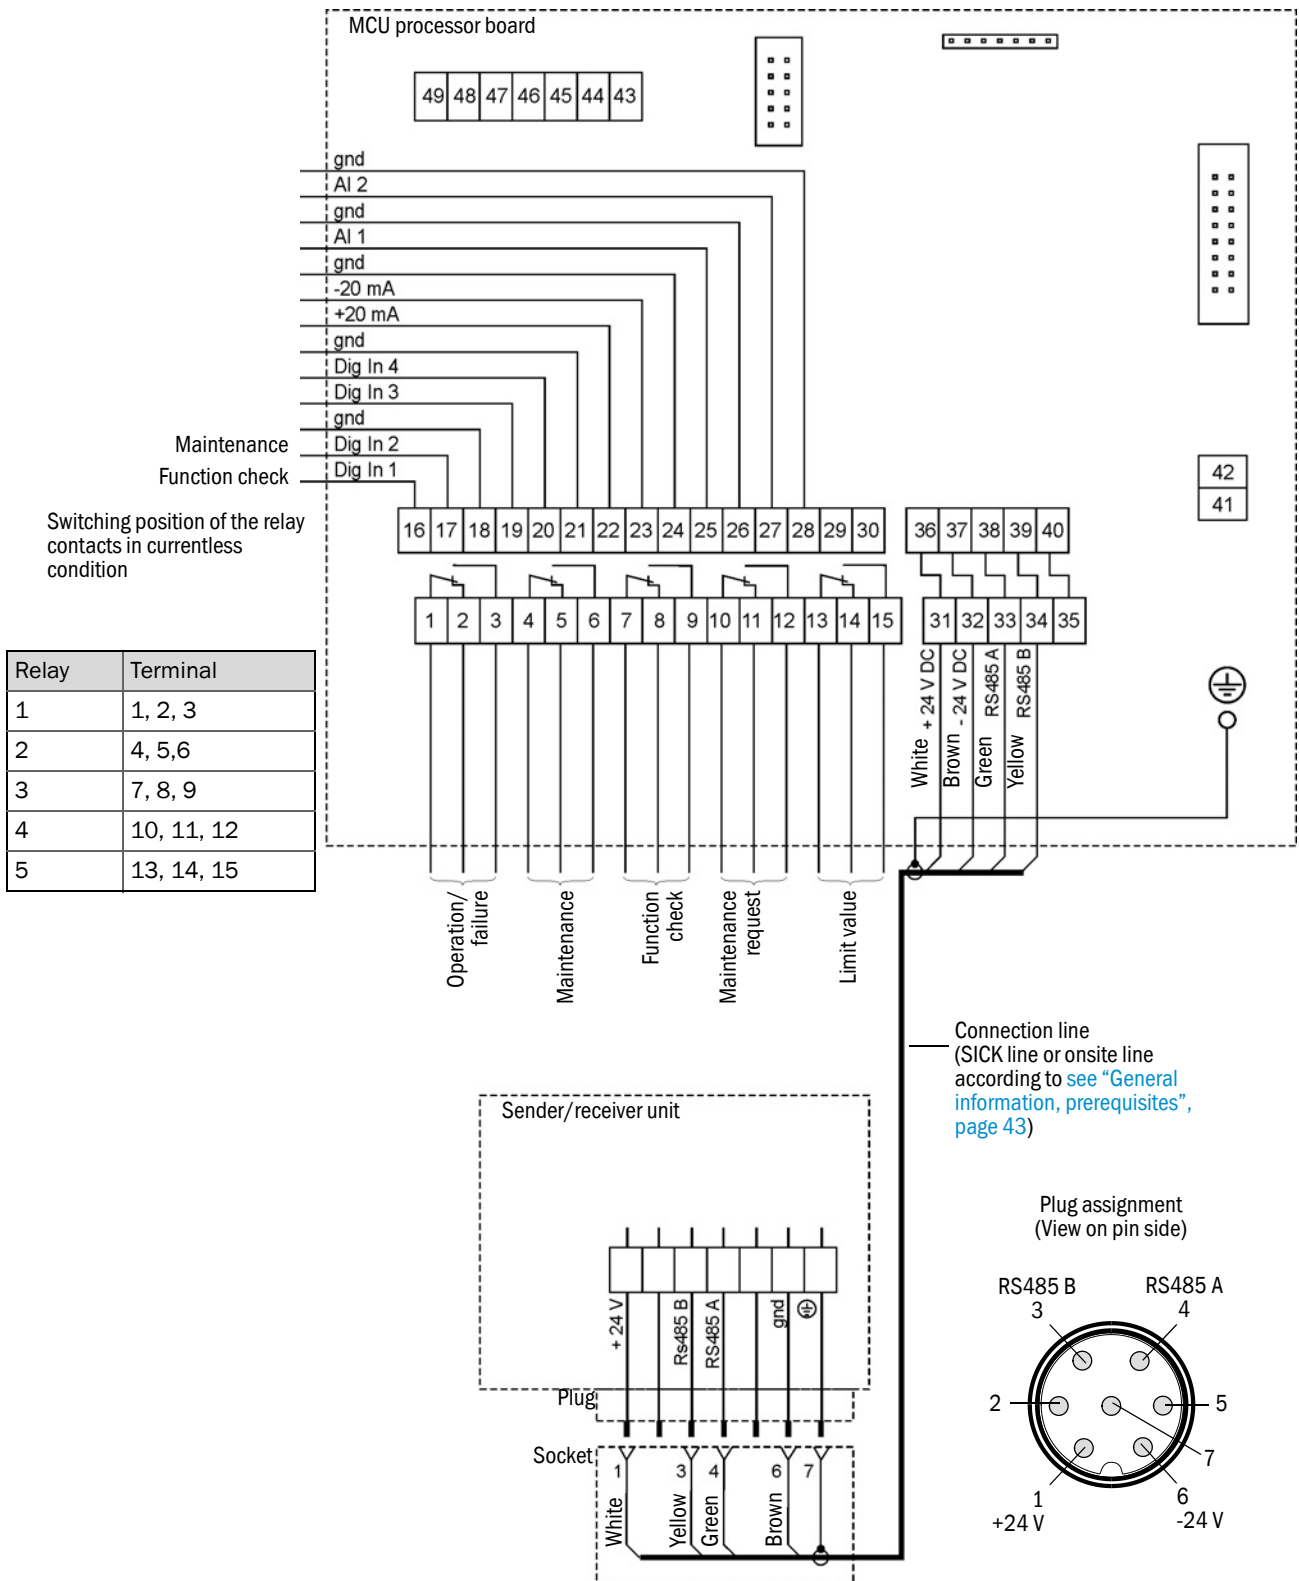 MCU processor board
49 48 47 46 45 44 43
gnd
AI 2
gnd
AI 1
gnd
-20 mA
+20 mA
gnd
Dig In 4
Dig In 3
gnd
Maintenance Dig In 2
Function check Dig In 1
42
41
Switching position of the relay
contacts in currentless
condition
16 17 18 19 20 21 22 23 24 25 26 27 28 29 30
36 37 38 39 40
1 2 3 4 5 6 7 8 9 10 11 12 13 14 15
31 32 33 34 35
White + 24 V DC
Brown - 24 V DC
Green RS485 A
Yellow RS485 B
Relay Terminal
1 1, 2, 3
2 4, 5,6
3 7, 8, 9
4 10, 11, 12
5 13, 14, 15
Operation/
failure
Maintenance
Function
check
Maintenance
request
Limit value
Connection line
(SICK line or onsite line
according to see “General
information, prerequisites”,
page 43)
Sender/receiver unit
+ 24 V
Rs485 B
RS485 A
gnd
Plug
Socket
1 3 4 6 7
White
Yellow
Green
Brown
Plug assignment
(View on pin side)
RS485 B RS485 A
3 4
2 5
7
1 6
+24 V -24 V